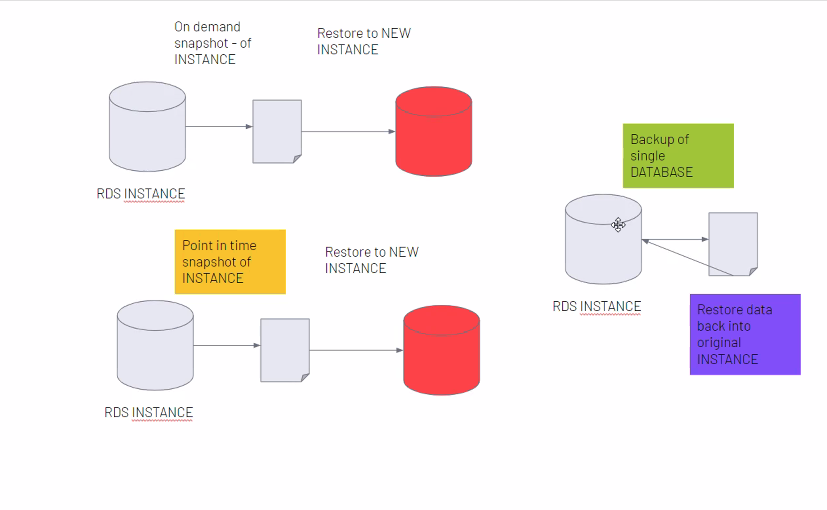 On demand
snapshot - of
INSTANCE
Restore to NEW
INSTANCE
RDS INSTANCE
Point in time
snapshot of
INSTANCE
Restore to NEW
INSTANCE
RDS INSTANCE
Backup of
single
DATABASE
RDS INSTANCE
Restore data
back into
original
INSTANCE